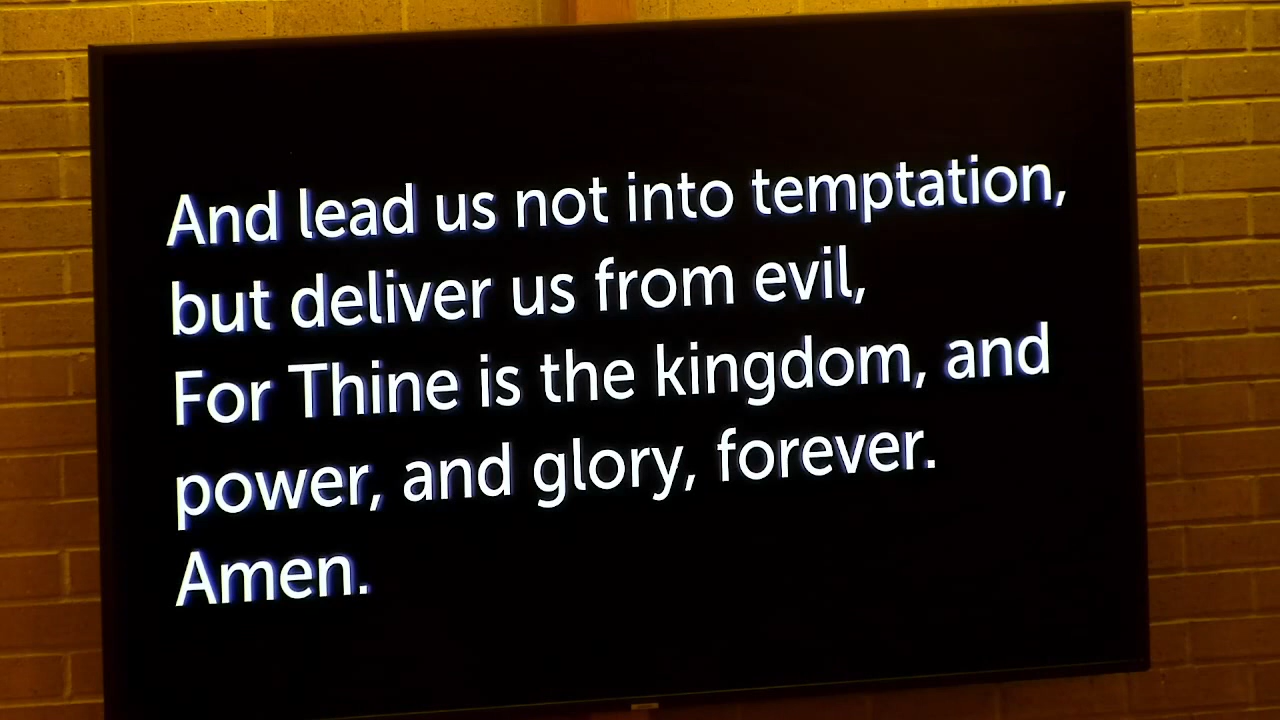 And lead us not into temptation,
but deliver us from evil,
For Thine is the kingdom, and
power, and glory, forever.
Amen.